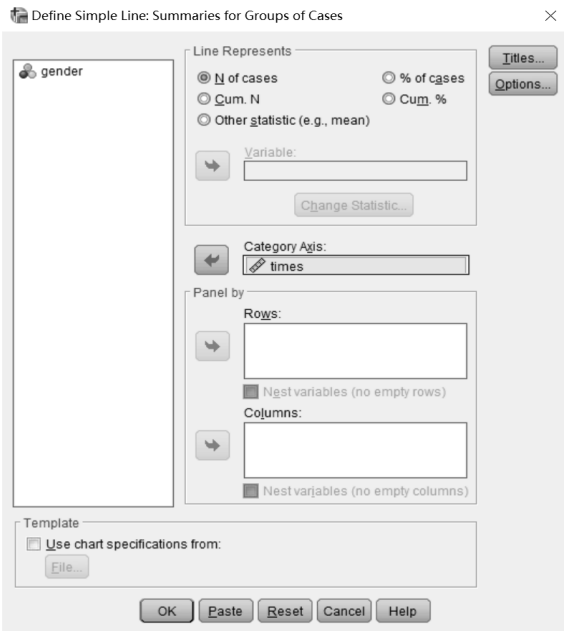 Define Simple Line: Summaries for Groups of Cases
gender
Line Represents
N of cases
% of cases
Cum. N
Cum. %
Other statistic (e.g., mean)
Variable:
Change Statistic...
Category Axis:
times
Panel by
Rows:
Nest variables (no empty rows)
Columns:
Nest variables (no empty columns)
Titles...
Options...
Template
Use chart specifications from:
File...
OK Paste Reset Cancel Help